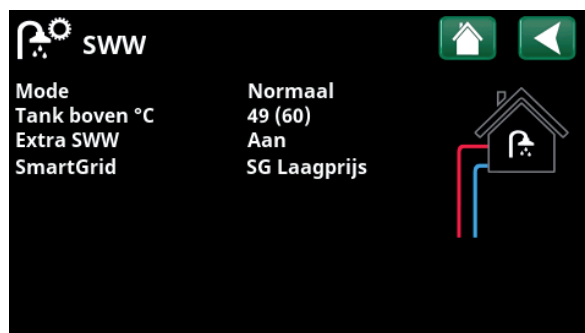 SWW
Mode Normaal
Tank boven °C 49 (60)
Extra SWW Aan
SmartGrid SG Laagprijs